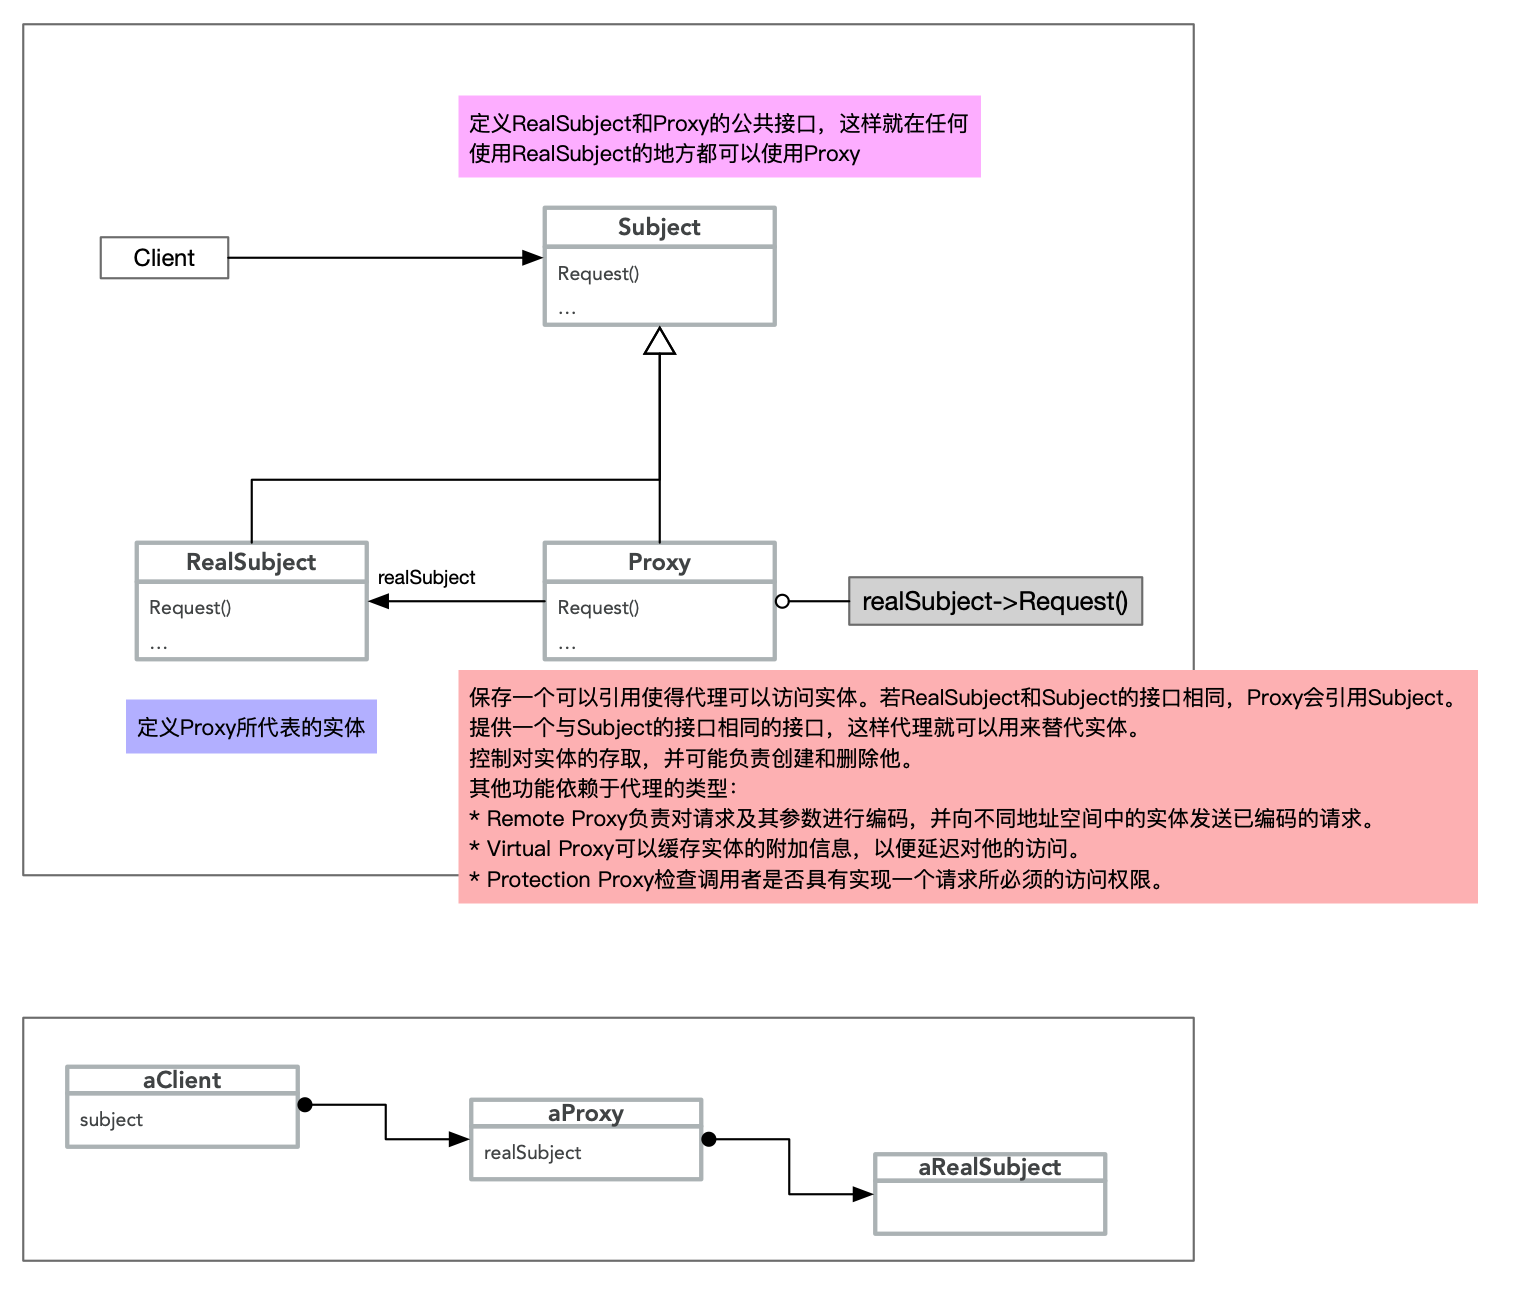 定义RealSubject和Proxy的公共接口，这样就在任何
使用RealSubject的地方都可以使用Proxy
Client
Subject
Request()
...
RealSubject
Request()
...
realSubject
Proxy
Request()
...
realSubject->Request()
定义Proxy所代表的实体
保存一个可以引用使得代理可以访问实体。若RealSubject和Subject的接口相同，Proxy会引用Subject。
提供一个与Subject的接口相同的接口，这样代理就可以用来替代实体。
控制对实体的存取，并可能负责创建和删除他。
其他功能依赖于代理的类型：
* Remote Proxy负责对请求及其参数进行编码，并向不同地址空间中的实体发送已编码的请求。
* Virtual Proxy可以缓存实体的附加信息，以便延迟对他的访问。
* Protection Proxy检查调用者是否具有实现一个请求所必须的访问权限。
aClient
subject
aProxy
realSubject
aRealSubject